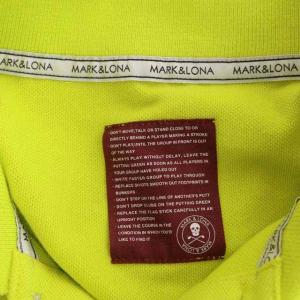 MARK&LONA MARK&LONA MARK&LONA
- DON'T MOVE, TALK OR STAND CLOSE TO OR
DIRECTLY BEHIND A PLAYER MAKING A STROKE
- DON'T PLAY UNTIL THE GROUP IN FRONT IS OUT
OF THE WAY
- ALWAYS PLAY WITHOUT DELAY, LEAVE THE
PUTTING GREEN AS SOON AS ALL PLAYERS IN
YOUR GROUP HAVE HOLED OUT
- INVITE FASTER GROUP TO PLAY THROUGH
- REPLACE DIVOTS SMOOTH OUT FOOTPRINTS IN
BUNKERS
- DON'T STEP ON THE LINE OF ANOTHER'S PUTT
- DON'T DROP CLUBS ON THE PUTTING GREEN
- REPLACE THE FLAG STICK CAREFULLY IN AN
UPRIGHT POSITION
- LEAVE THE COURSE IN THE
CONDITION IN WHICH YOU'D
LIKE TO FIND IT
MARK & LONA